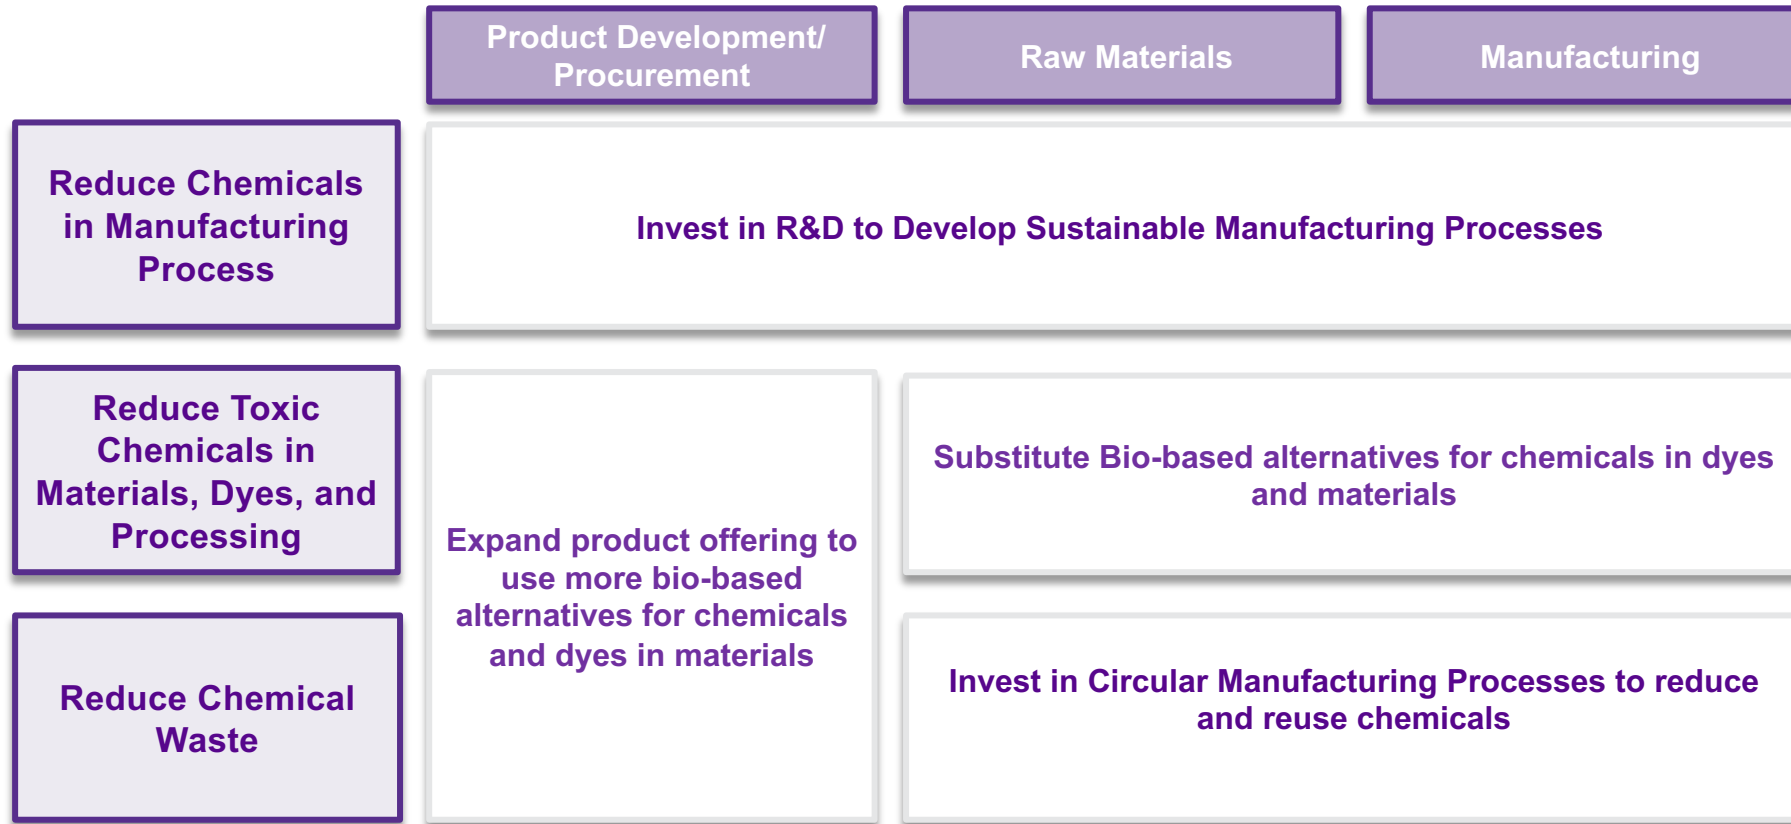 Product Development/
Procurement
Raw Materials
Manufacturing
Reduce Chemicals
in Manufacturing
Process
Invest in R&D to Develop Sustainable Manufacturing Processes
Reduce Toxic
Chemicals in
Materials, Dyes, and
Processing
Expand product offering to
use more bio-based
alternatives for chemicals
and dyes in materials
Substitute Bio-based alternatives for chemicals in dyes
and materials
Reduce Chemical
Waste
Invest in Circular Manufacturing Processes to reduce
and reuse chemicals